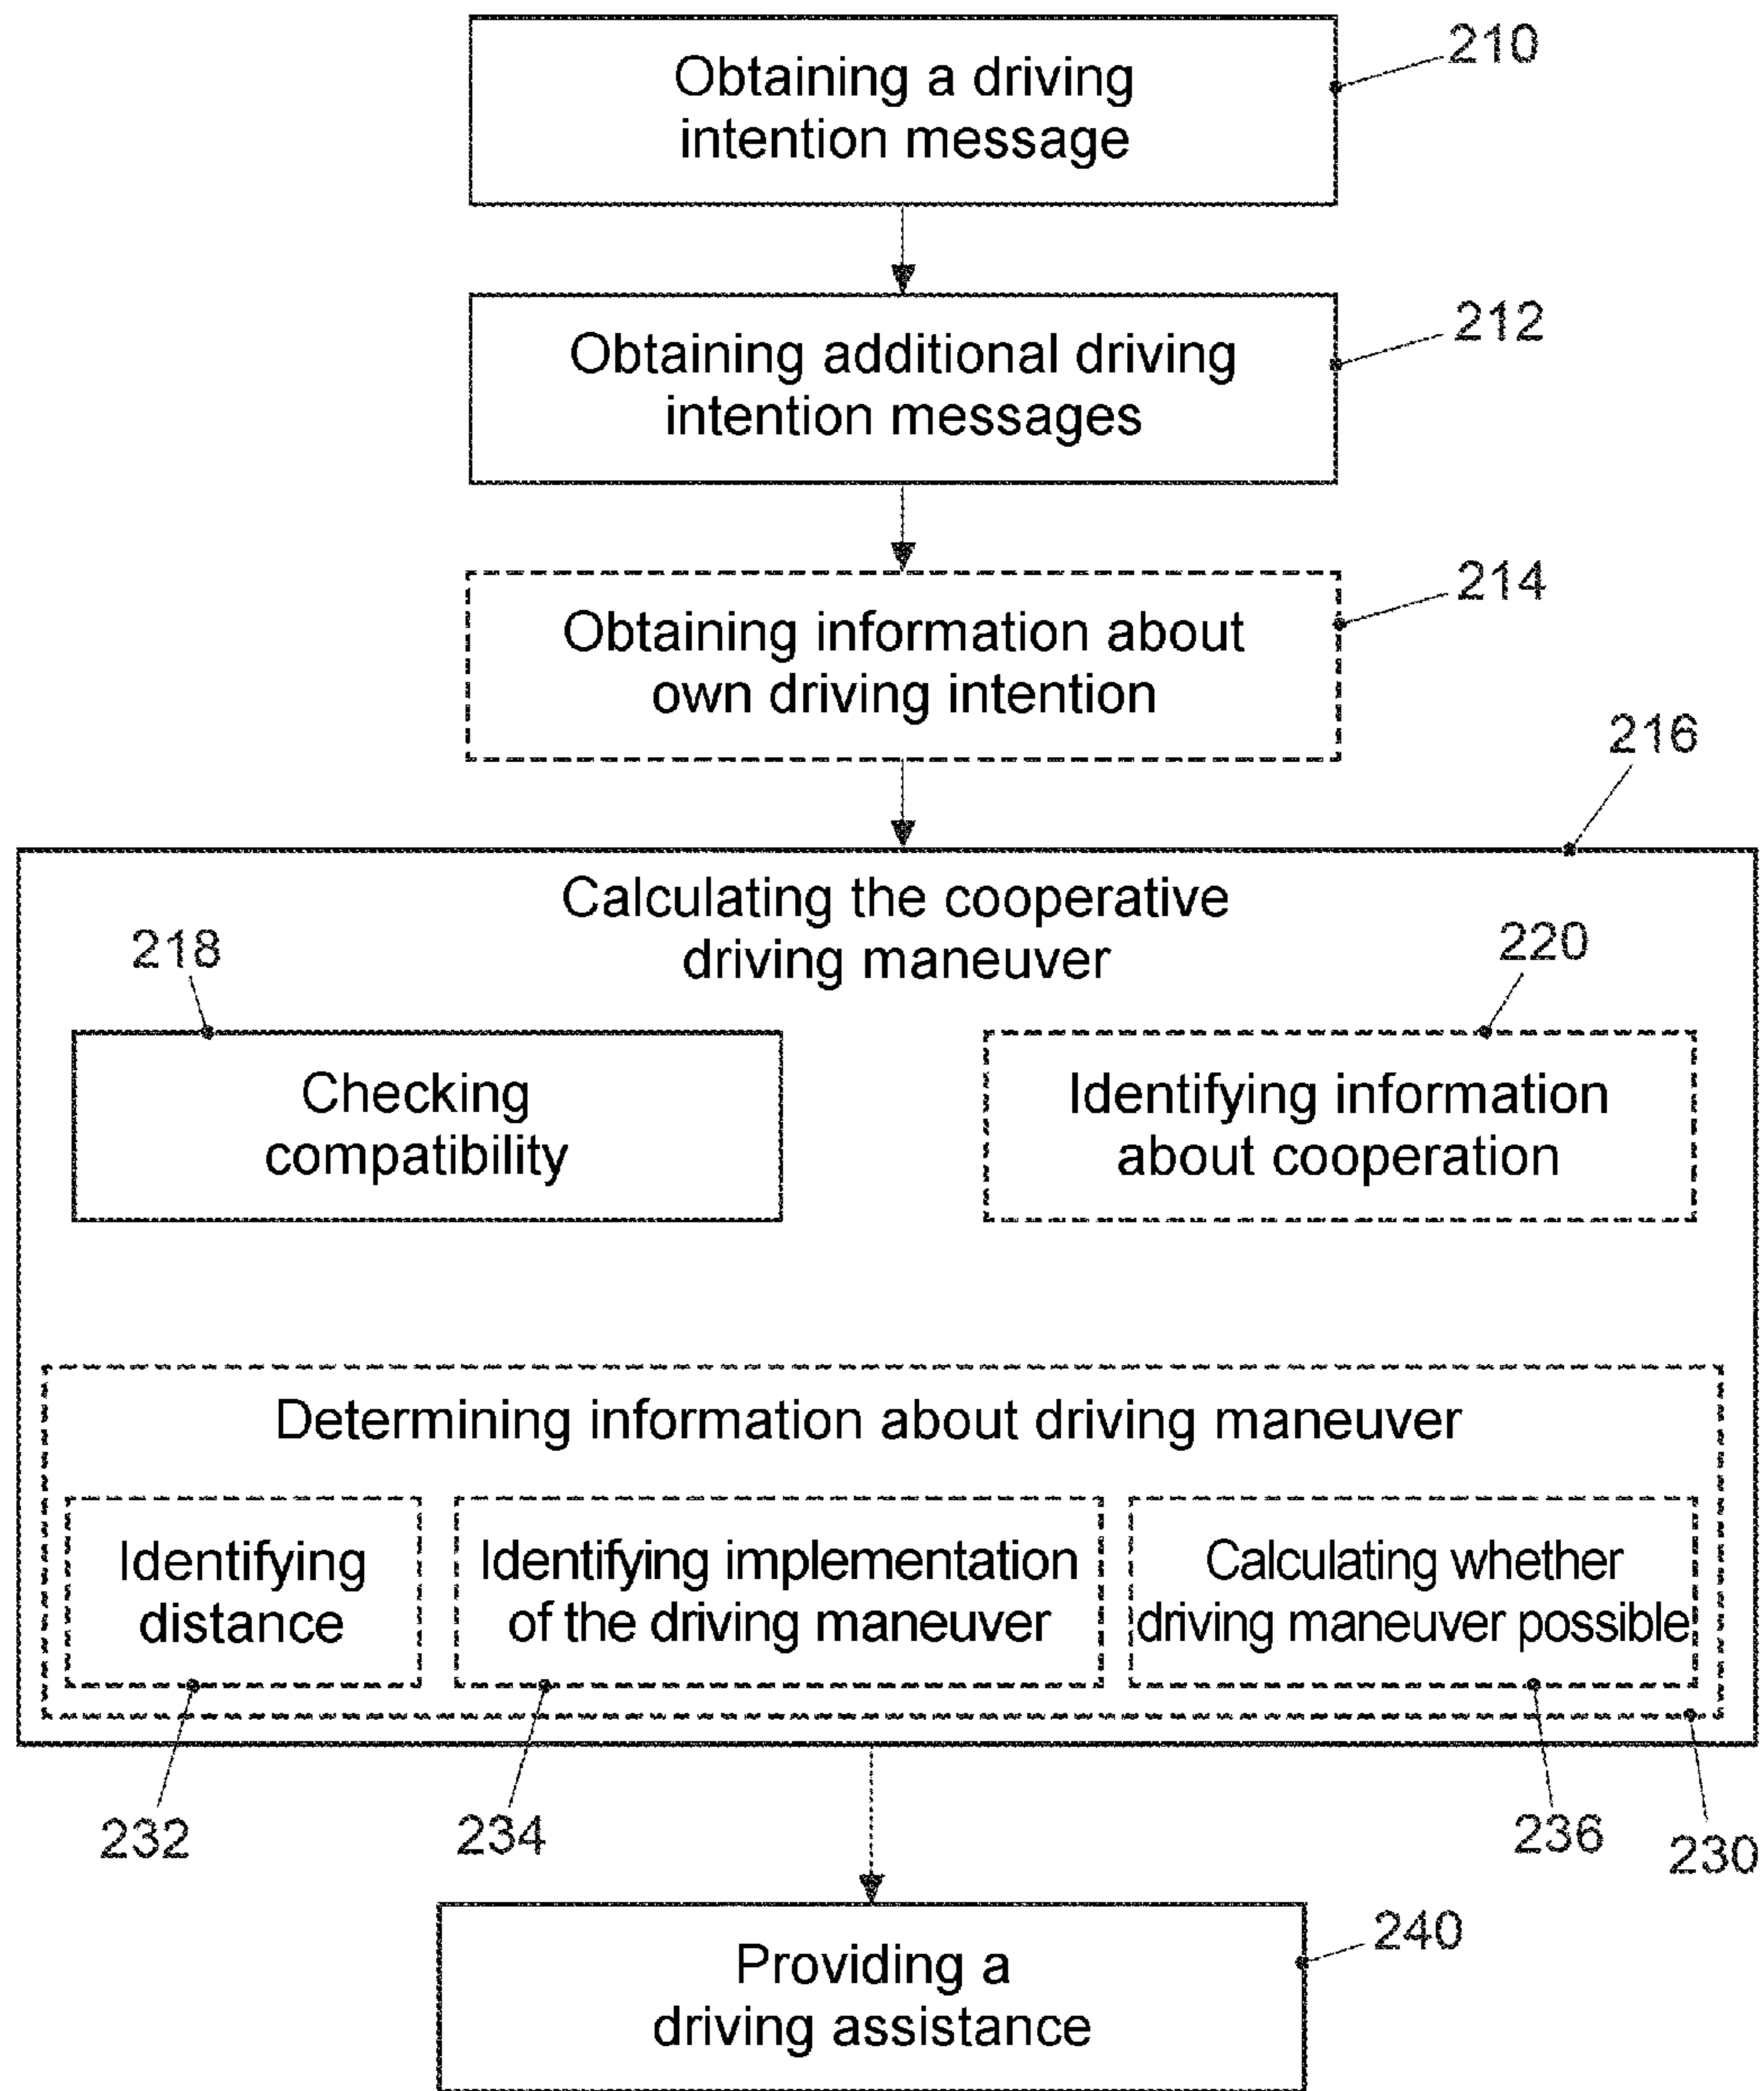 Obtaining a driving
intention message
210
Obtaining additional driving
intention messages
212
Obtaining information about
own driving intention
214
216
Calculating the cooperative
driving maneuver
218
220
Checking
compatibility
Identifying information
about cooperation
Determining information about driving maneuver
Identifying
distance
Identifying implementation
of the driving maneuver
Calculating whether
driving maneuver possible
232
234
236
230
Providing a
driving assistance
240